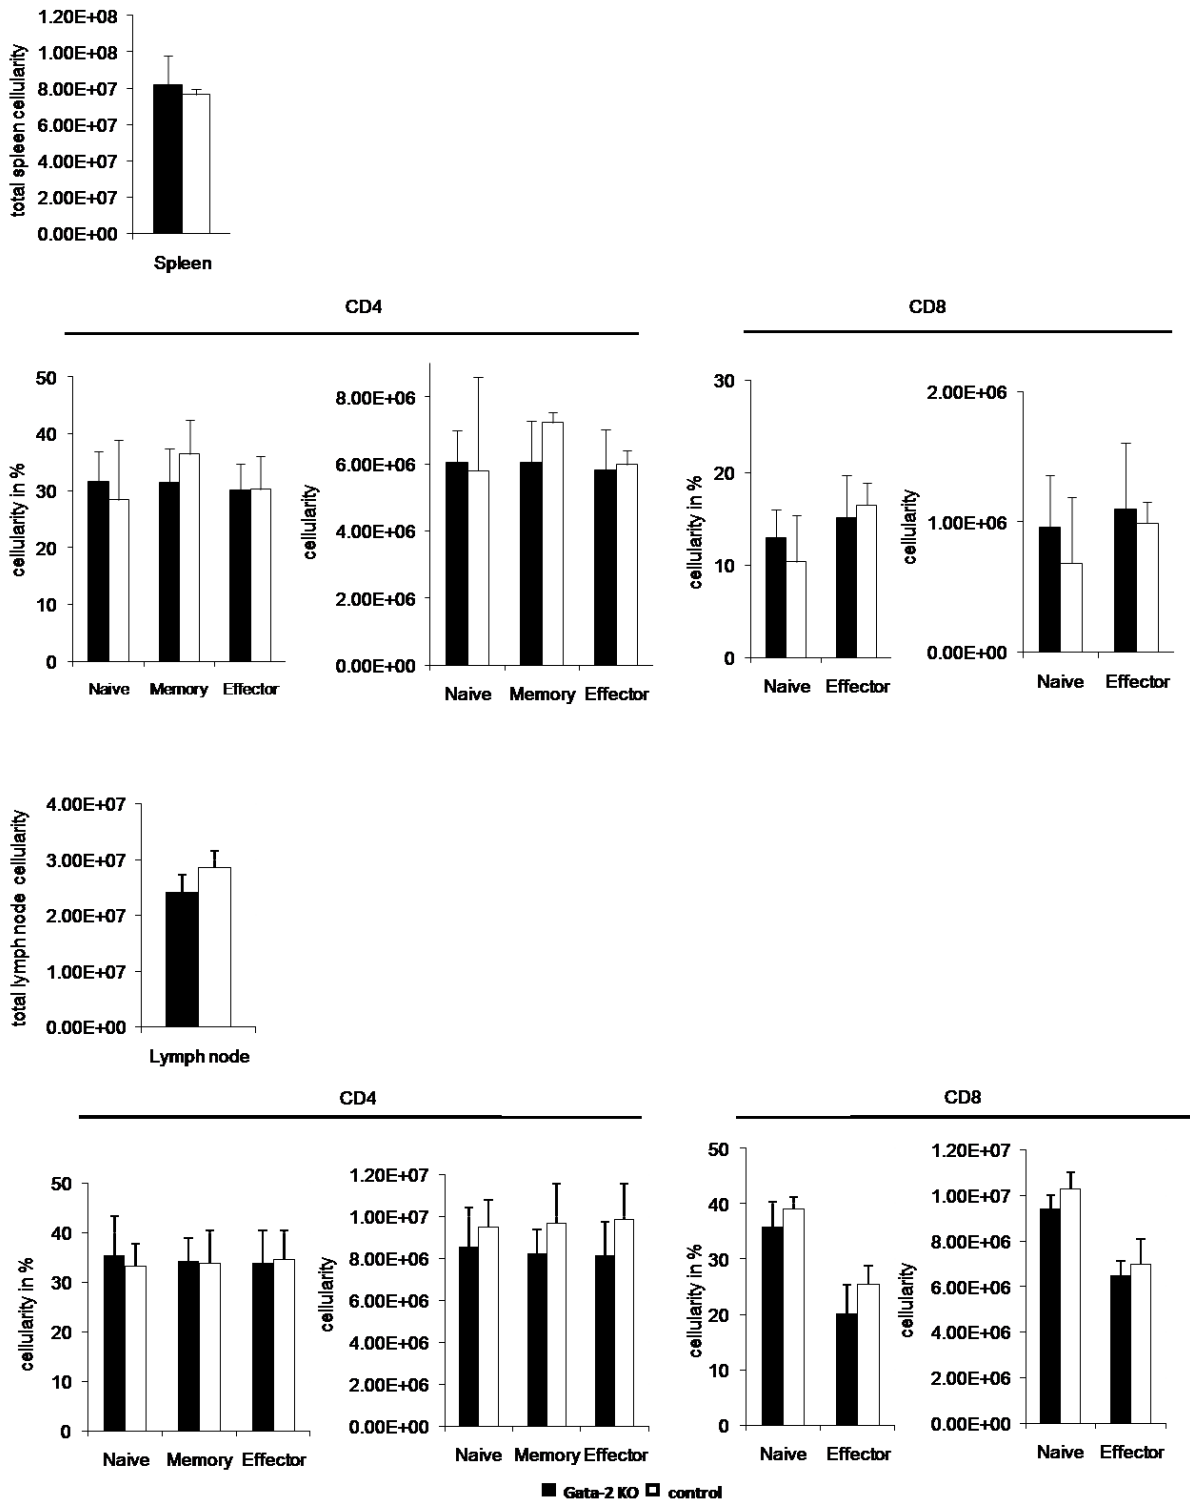 total spleen cellularity
1.20E+08
1.00E+08
8.00E+07
6.00E+07
4.00E+07
2.00E+07
0.00E+00
Spleen
CD4
CD8
cellularity in %
50
40
30
20
10
0
Naive Memory Effector
cellularity
8.00E+06
6.00E+06
4.00E+06
2.00E+06
0.00E+00
Naive Memory Effector
cellularity in %
30
20
10
0
Naive Effector
cellularity
2.00E+06
1.00E+06
0.00E+00
Naive Effector
total lymph node cellularity
4.00E+07
3.00E+07
2.00E+07
1.00E+07
0.00E+00
Lymph node
CD4
CD8
cellularity in %
50
40
30
20
10
0
Naive Memory Effector
cellularity
1.20E+07
1.00E+07
8.00E+06
6.00E+06
4.00E+06
2.00E+06
0.00E+00
Naive Memory Effector
cellularity in %
50
40
30
20
10
0
Naive Effector
cellularity
1.20E+07
1.00E+07
8.00E+06
6.00E+06
4.00E+06
2.00E+06
0.00E+00
Naive Effector
Gata-2 KO control